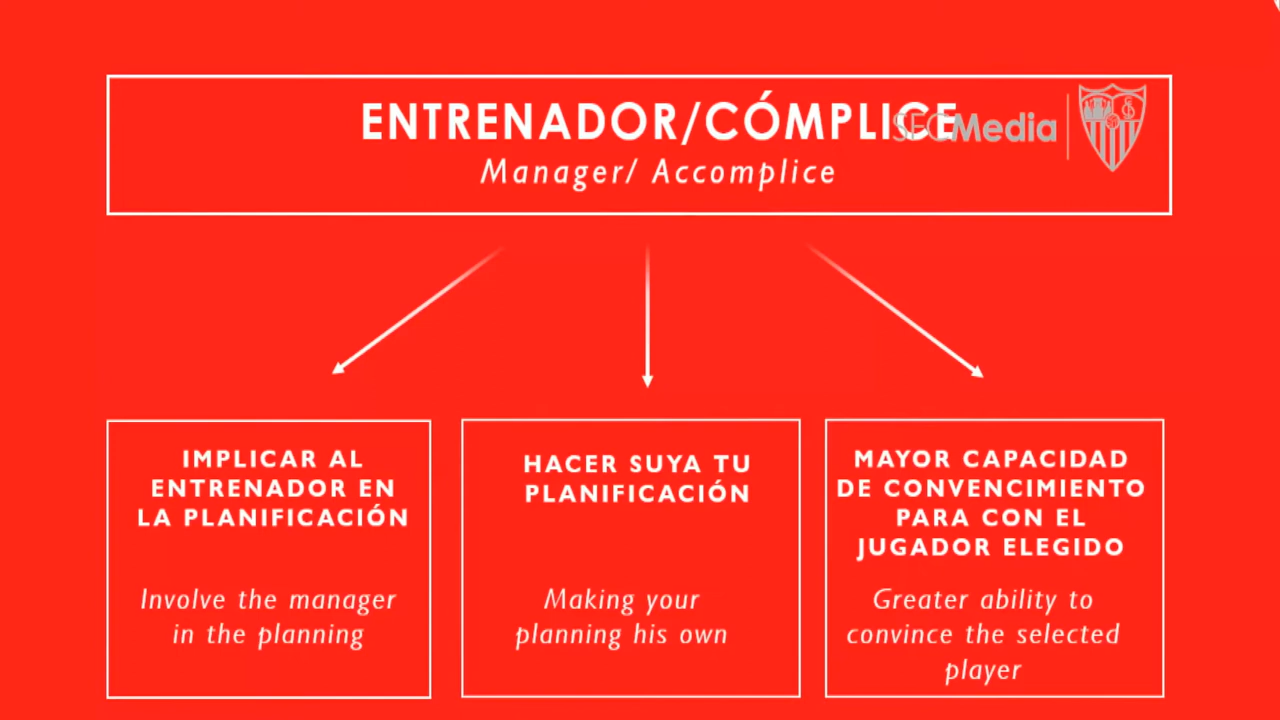 ENTRENADOR/CÓMPLICE
SFCMedia
Manager/ Accomplice
IMPLICAR AL
ENTRENADOR EN
LA PLANIFICACIÓN
Involve the manager
in the planning
HACER SUYA TU
PLANIFICACIÓN
Making your
planning his own
MAYOR CAPACIDAD
DE CONVENCIMIENTO
PARA CON EL
JUGADOR ELEGIDO
Greater ability to
convince the selected
player